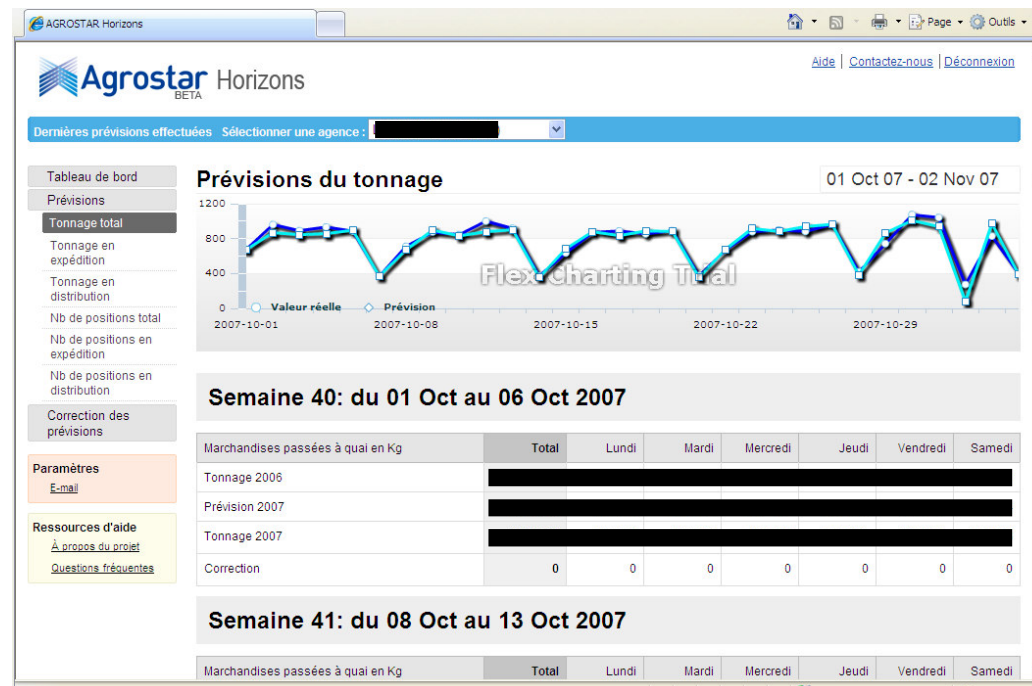 AGROSTAR Horizons
Page
Outils
Aide | Contactez-nous | Déconnexion
Agrostar Horizons
BETA
Dernières prévisions effectuées Sélectionner une agence :
Tableau de bord
Prévisions
Tonnage total
Tonnage en
expédition
Tonnage en
distribution
Nb de positions total
Nb de positions en
expédition
Nb de positions en
distribution
Correction des
prévisions
Paramètres
E-mail
Ressources d'aide
À propos du projet
Questions fréquentes
Prévisions du tonnage
01 Oct 07 - 02 Nov 07
1200
800
400
0
Flex Charting Trial
Valeur réelle Prévision
2007-10-01 2007-10-08 2007-10-15 2007-10-22 2007-10-29
Semaine 40: du 01 Oct au 06 Oct 2007
Marchandises passées à quai en Kg Total Lundi Mardi Mercredi Jeudi Vendredi Samedi
Tonnage 2006
Prévision 2007
Tonnage 2007
Correction 0 0 0 0 0 0 0
Semaine 41: du 08 Oct au 13 Oct 2007
Marchandises passées à quai en Kg Total Lundi Mardi Mercredi Jeudi Vendredi Samedi